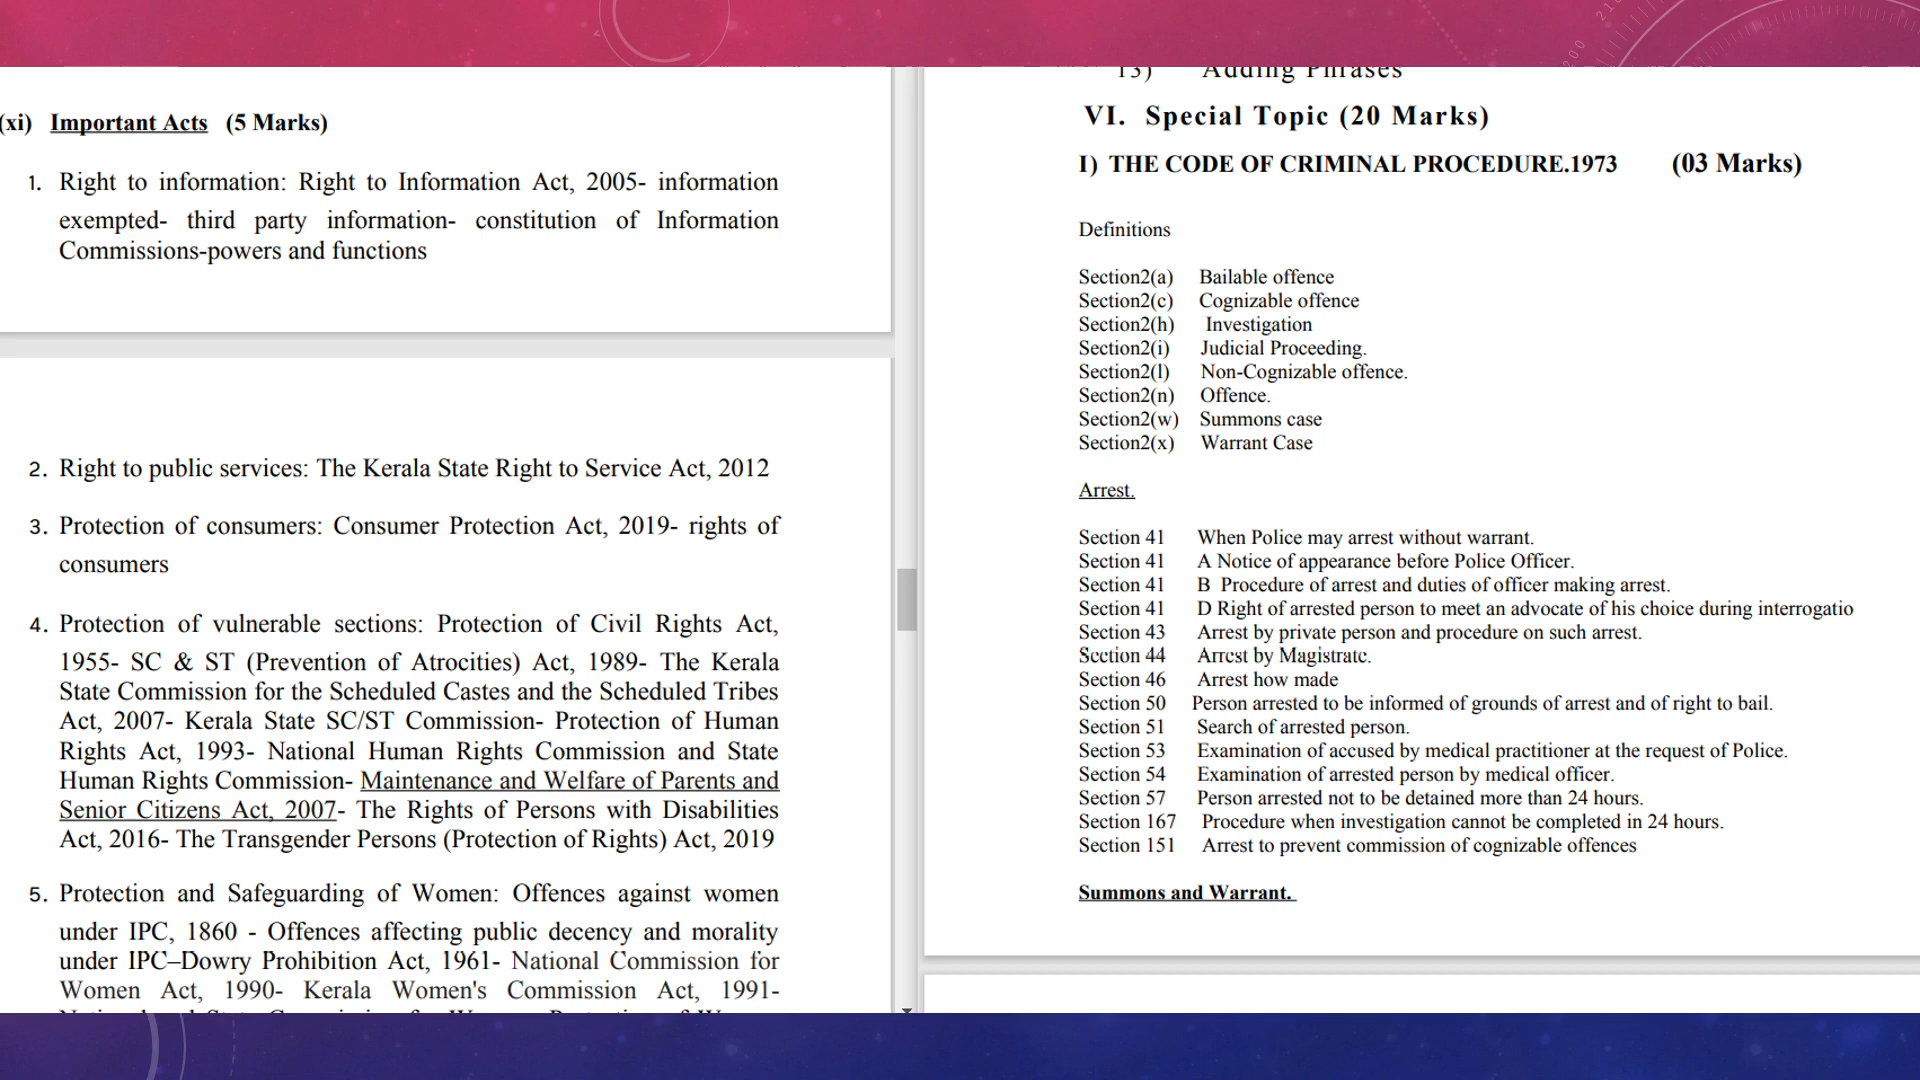 (xi) Important Acts (5 Marks)
1. Right to information: Right to Information Act, 2005- information
exempted- third party information- constitution of Information
Commissions-powers and functions
2. Right to public services: The Kerala State Right to Service Act, 2012
3. Protection of consumers: Consumer Protection Act, 2019- rights of
consumers
4. Protection of vulnerable sections: Protection of Civil Rights Act,
1955- SC & ST (Prevention of Atrocities) Act, 1989- The Kerala
State Commission for the Scheduled Castes and the Scheduled Tribes
Act, 2007- Kerala State SC/ST Commission- Protection of Human
Rights Act, 1993- National Human Rights Commission and State
Human Rights Commission- Maintenance and Welfare of Parents and
Senior Citizens Act, 2007- The Rights of Persons with Disabilities
Act, 2016- The Transgender Persons (Protection of Rights) Act, 2019
5. Protection and Safeguarding of Women: Offences against women
under IPC, 1860 - Offences affecting public decency and morality
under IPC–Dowry Prohibition Act, 1961- National Commission for
Women Act, 1990- Kerala Women's Commission Act, 1991-
13) Adding Phrases
VI. Special Topic (20 Marks)
I) THE CODE OF CRIMINAL PROCEDURE.1973 (03 Marks)
Definitions
Section2(a) Bailable offence
Section2(c) Cognizable offence
Section2(h) Investigation
Section2(i) Judicial Proceeding.
Section2(l) Non-Cognizable offence.
Section2(n) Offence.
Section2(w) Summons case
Section2(x) Warrant Case
Arrest.
Section 41 When Police may arrest without warrant.
Section 41 A Notice of appearance before Police Officer.
Section 41 B Procedure of arrest and duties of officer making arrest.
Section 41 D Right of arrested person to meet an advocate of his choice during interrogatio
Section 43 Arrest by private person and procedure on such arrest.
Section 44 Arrest by Magistrate.
Section 46 Arrest how made
Section 50 Person arrested to be informed of grounds of arrest and of right to bail.
Section 51 Search of arrested person.
Section 53 Examination of accused by medical practitioner at the request of Police.
Section 54 Examination of arrested person by medical officer.
Section 57 Person arrested not to be detained more than 24 hours.
Section 167 Procedure when investigation cannot be completed in 24 hours.
Section 151 Arrest to prevent commission of cognizable offences
Summons and Warrant.
200